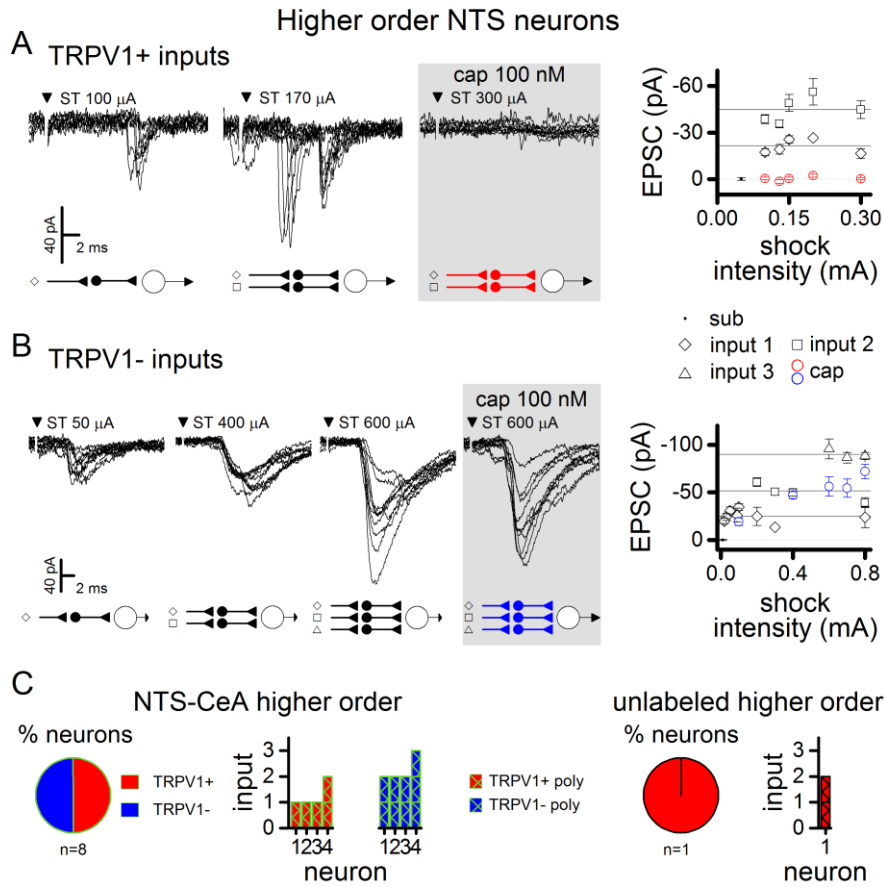 Higher order NTS neurons
A
TRPV1+ inputs
ST 100 μA
ST 170 μA
cap 100 nM
ST 300 μA
40 pA
2 ms
EPSC (pA)
-60
-30
0
0.00
0.15
0.30
shock
intensity (mA)
sub
input 1
input 2
input 3
cap
B
TRPV1- inputs
ST 50 μA
ST 400 μA
ST 600 μA
cap 100 nM
ST 600 μA
40 pA
2 ms
EPSC (pA)
-100
-50
0
0.0
0.4
0.8
shock
intensity (mA)
C
NTS-CeA higher order
% neurons
TRPV1+
TRPV1-
n=8
input
3
2
1
0
1234
1234
neuron
TRPV1+ poly
TRPV1- poly
unlabeled higher order
% neurons
n=1
input
3
2
1
0
1
neuron